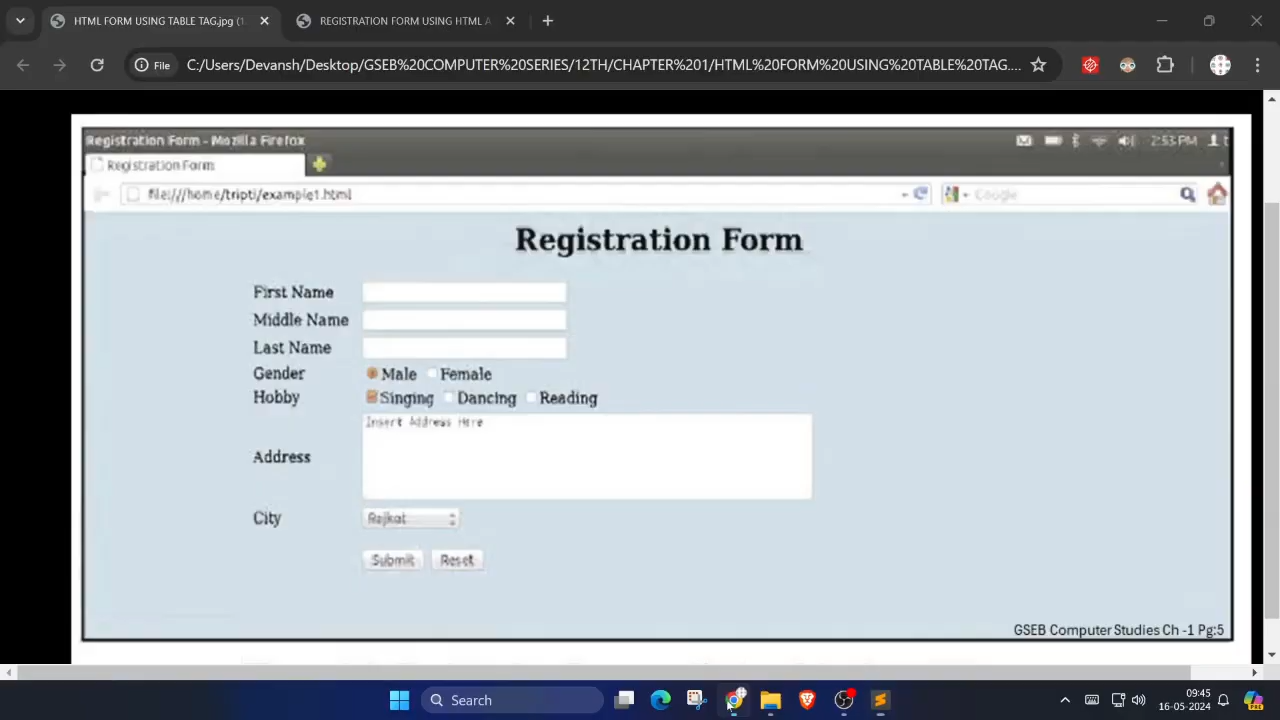 HTML FORM USING TABLE TAG.jpg (1
REGISTRATION FORM USING HTML A
File
C:/Users/Devansh/Desktop/GSEB%20COMPUTER%20SERIES/12TH/CHAPTER%201/HTML%20FORM%20USING%20TABLE%20TAG....
Registration Form - Mozilla Firefox
2:53 PM
t
Registration Form
file:///home/tripti/example1.html
Google
Registration Form
First Name
Middle Name
Last Name
Gender Male Female
Hobby Singing Dancing Reading
Insert Address Here
Address
City Rajkot
Submit Reset
GSEB Computer Studies Ch -1 Pg:5
Search
09:45
16-05-2024